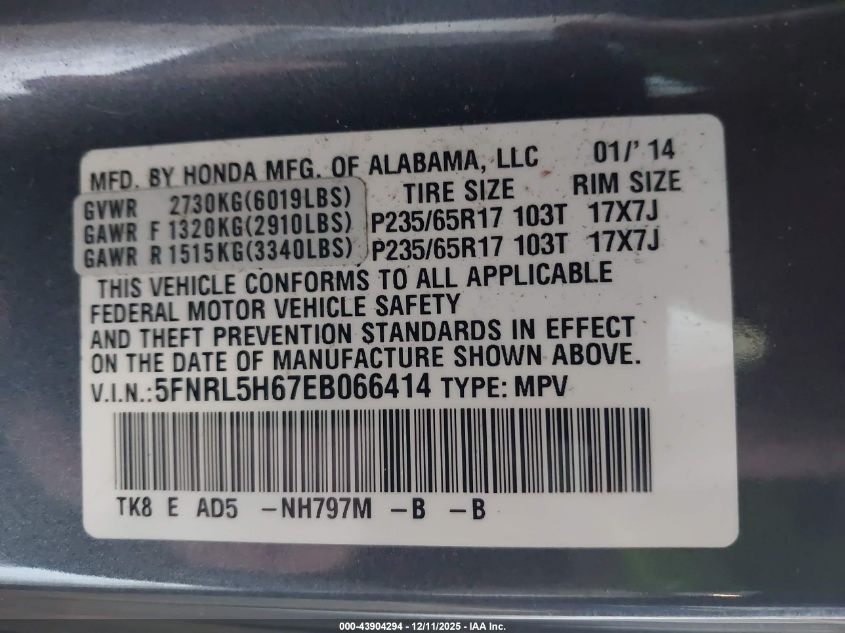 MFD. BY HONDA MFG. OF ALABAMA, LLC 01/'14
GVWR 2730KG(6019LBS) TIRE SIZE RIM SIZE
GAWR F 1320KG(2910LBS) P235/65R17 103T 17X7J
GAWR R 1515KG(3340LBS) P235/65R17 103T 17X7J
THIS VEHICLE CONFORMS TO ALL APPLICABLE
FEDERAL MOTOR VEHICLE SAFETY
AND THEFT PREVENTION STANDARDS IN EFFECT
ON THE DATE OF MANUFACTURE SHOWN ABOVE.
V.I.N.: 5FNRL5H67EB066414 TYPE: MPV
TK8 E AD5 -NH797M -B -B
000-43904294 - 12/11/2025 - IAA Inc.